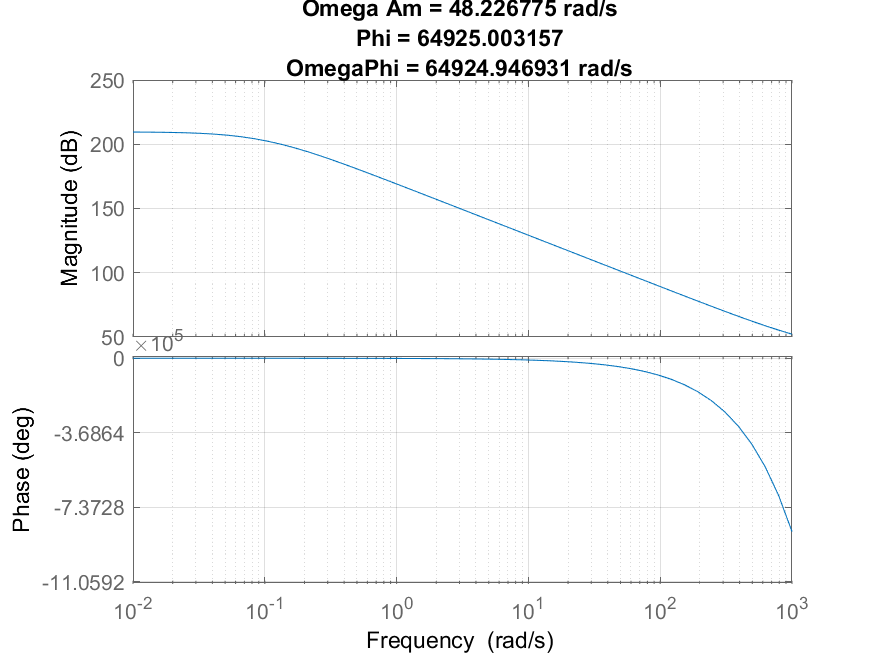 Omega Am = 48.226775 rad/s
Phi = 64925.003157
OmegaPhi = 64924.946931 rad/s
250
200
150
100
50
Magnitude (dB)
×10^5
0
-3.6864
-7.3728
-11.0592
Phase (deg)
10^-2 10^-1 10^0 10^1 10^2 10^3
Frequency (rad/s)